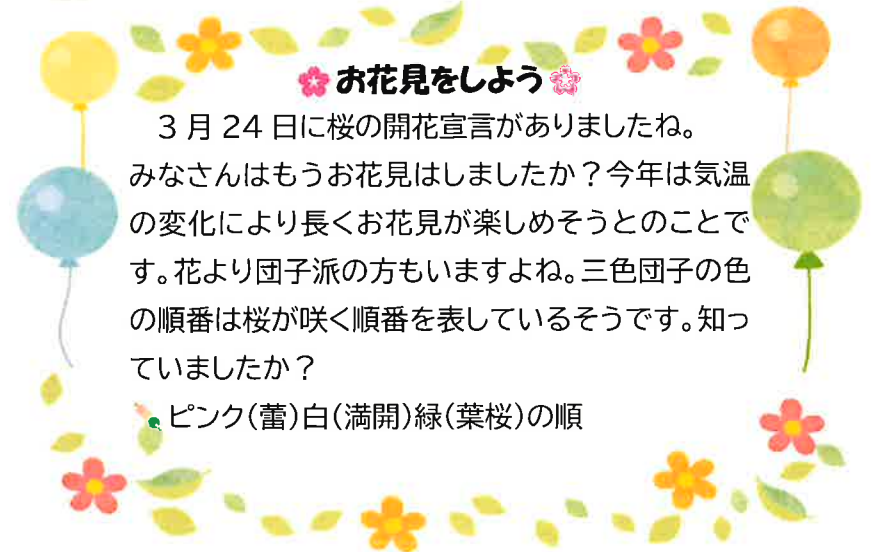 お花見をしよう
3月24日に桜の開花宣言がありましたね。
みなさんはもうお花見はしましたか？今年は気温
の変化により長くお花見が楽しめそうとのことで
す。花より団子派の方もいますよね。三色団子の色
の順番は桜が咲く順番を表しているそうです。知っ
ていましたか？
ピンク(蕾)白(満開)緑(葉桜)の順